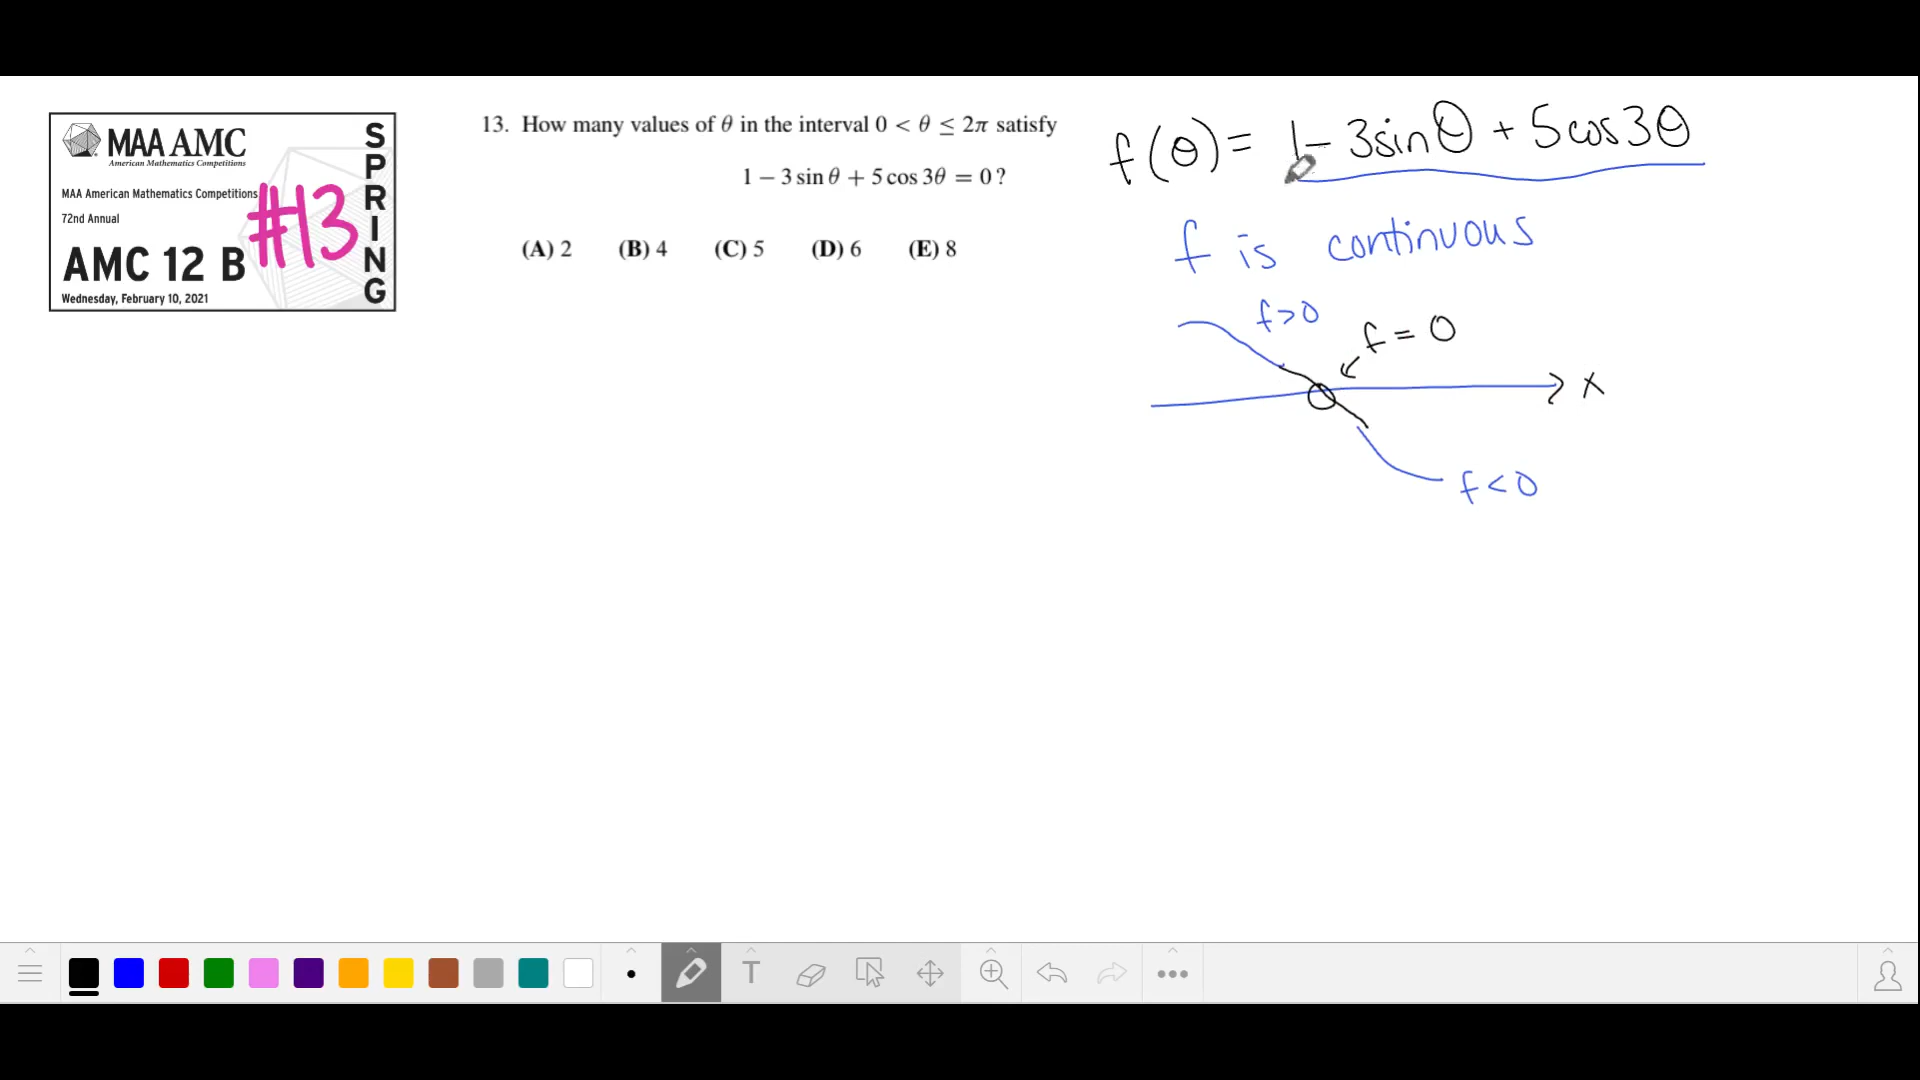 MAA AMC
American Mathematics Competitions
SPRING
MAA American Mathematics Competitions
72nd Annual
#13
AMC 12 B
Wednesday, February 10, 2021
13. How many values of θ in the interval 0 < θ ≤ 2π satisfy
1 − 3 sin θ + 5 cos 3θ = 0?
(A) 2 (B) 4 (C) 5 (D) 6 (E) 8
f(θ) = 1 - 3sinθ + 5cos3θ
f is continuous
f>0
f = 0
x
f<0
T